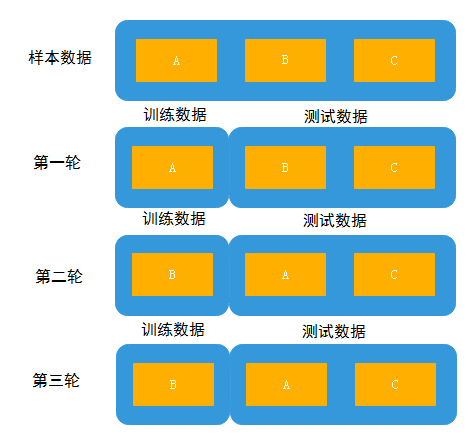 样本数据 A B C
训练数据 测试数据
第一轮 A B C
训练数据 测试数据
第二轮 B A C
训练数据 测试数据
第三轮 B A C